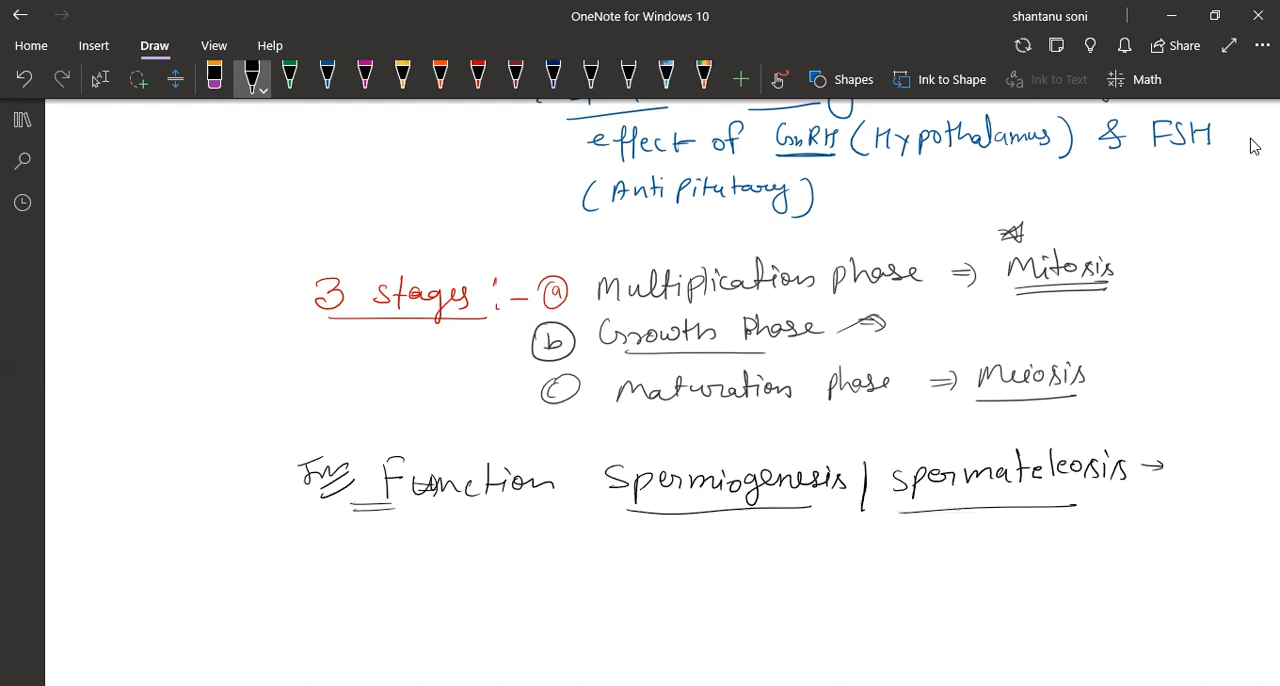 OneNote for Windows 10
shantanu soni
Home Insert Draw View Help
Share
Shapes Ink to Shape Ink to Text Math
effect of GnRH (Hypothalamus) & FSH
(Anti Pitutary)
3 stages :- (a) Multiplication phase ⇒ Mitosis
(b) Growth phase ⇒
(c) Maturation phase ⇒ Meiosis
Function Spermiogenesis / spermateleosis →